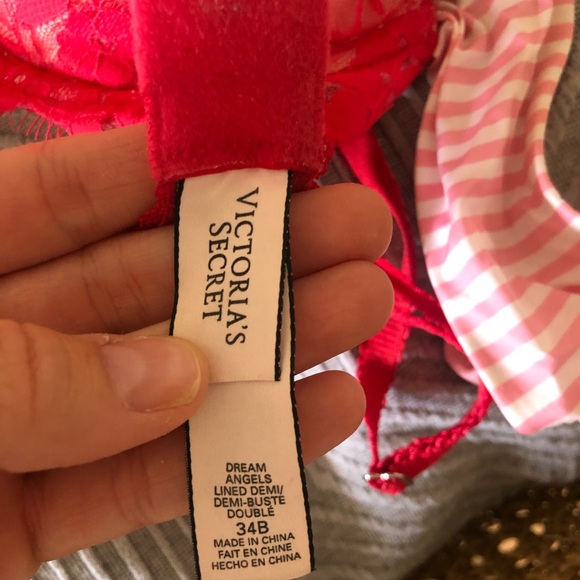 VICTORIA'S
SECRET
DREAM
ANGELS
LINED DEMI/
DEMI-BUSTE
DOUBLÉ
34B
MADE IN CHINA
FAIT EN CHINE
HECHO EN CHINA